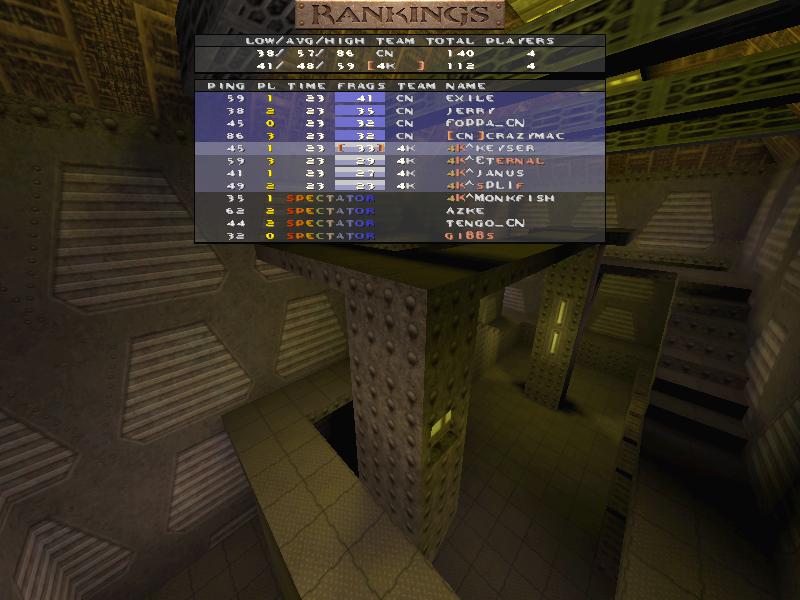 RANKINGS
LOW/AVG/HIGH TEAM TOTAL PLAYERS
38/ 57/ 86 CN 140 4
41/ 48/ 59 [4K ] 112 4
PING PL TIME FRAGS TEAM NAME
59 1 23 41 CN EXILE
38 2 23 35 CN JERRY
45 0 23 32 CN FOPPA_CN
86 3 23 32 CN [CN]CRAZYMAC
45 1 23 [ 33] 4K 4K^KEYSER
59 3 23 29 4K 4K^ETERNAL
41 1 23 27 4K 4K^JANUS
49 2 23 23 4K 4K^SPLIF
35 1 SPECTATOR 4K^MONKFISH
62 2 SPECTATOR AZKE
44 2 SPECTATOR TENGO_CN
32 0 SPECTATOR GIBBS